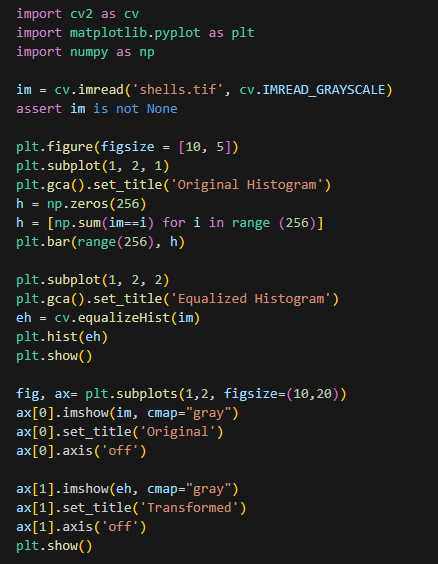 import cv2 as cv
import matplotlib.pyplot as plt
import numpy as np
im = cv.imread('shells.tif', cv.IMREAD_GRAYSCALE)
assert im is not None
plt.figure(figsize = [10, 5])
plt.subplot(1, 2, 1)
plt.gca().set_title('Original Histogram')
h = np.zeros(256)
h = [np.sum(im==i) for i in range (256)]
plt.bar(range(256), h)
plt.subplot(1, 2, 2)
plt.gca().set_title('Equalized Histogram')
eh = cv.equalizeHist(im)
plt.hist(eh)
plt.show()
fig, ax= plt.subplots(1,2, figsize=(10,20))
ax[0].imshow(im, cmap="gray")
ax[0].set_title('Original')
ax[0].axis('off')
ax[1].imshow(eh, cmap="gray")
ax[1].set_title('Transformed')
ax[1].axis('off')
plt.show()